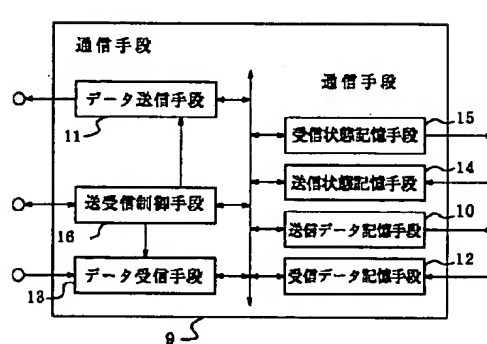 通信手段
通信手段
データ送信手段
11
送受信制御手段
16
データ受信手段
13
受信状態記憶手段
15
送信状態記憶手段
14
送信データ記憶手段
10
受信データ記憶手段
12
9